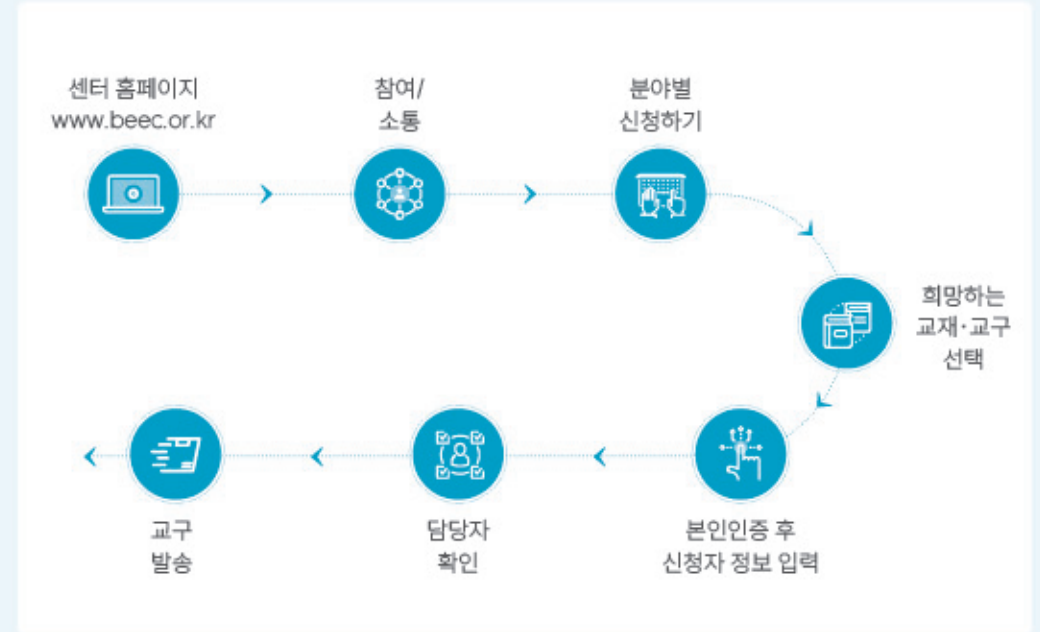 센터 홈페이지
www.beec.or.kr
참여/
소통
분야별
신청하기
희망하는
교재·교구
선택
본인인증 후
신청자 정보 입력
담당자
확인
교구
발송